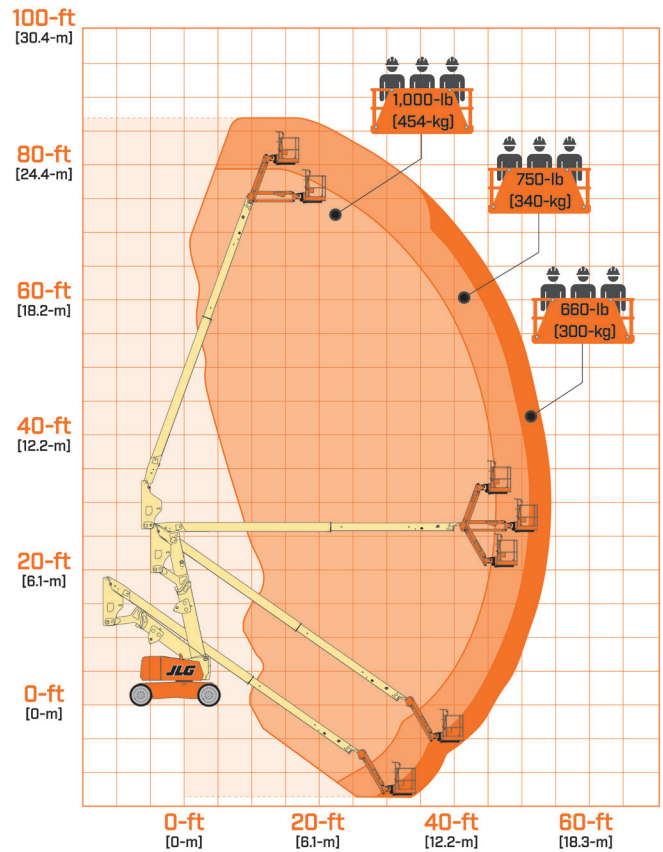 100-ft
[30.4-m]
1,000-lb
(454-kg)
80-ft
[24.4-m]
750-lb
(340-kg)
60-ft
[18.2-m]
660-lb
(300-kg)
40-ft
[12.2-m]
20-ft
[6.1-m]
JLG
0-ft
[0-m]
0-ft
[0-m]
20-ft
[6.1-m]
40-ft
[12.2-m]
60-ft
[18.3-m]